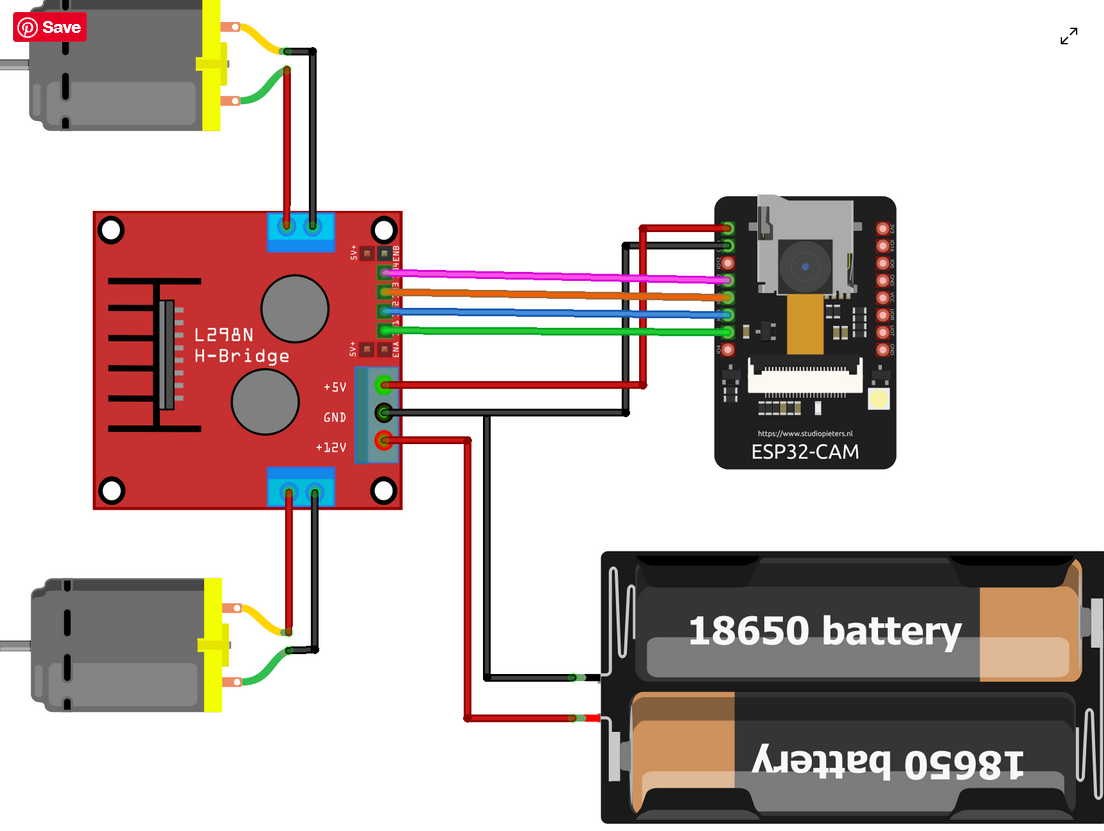 Save
5V+
ENB
L298N
H-Bridge
5V+
ENA
+5V
GND
+12V
https://www.studiopieters.nl
ESP32-CAM
18650 battery
18650 battery